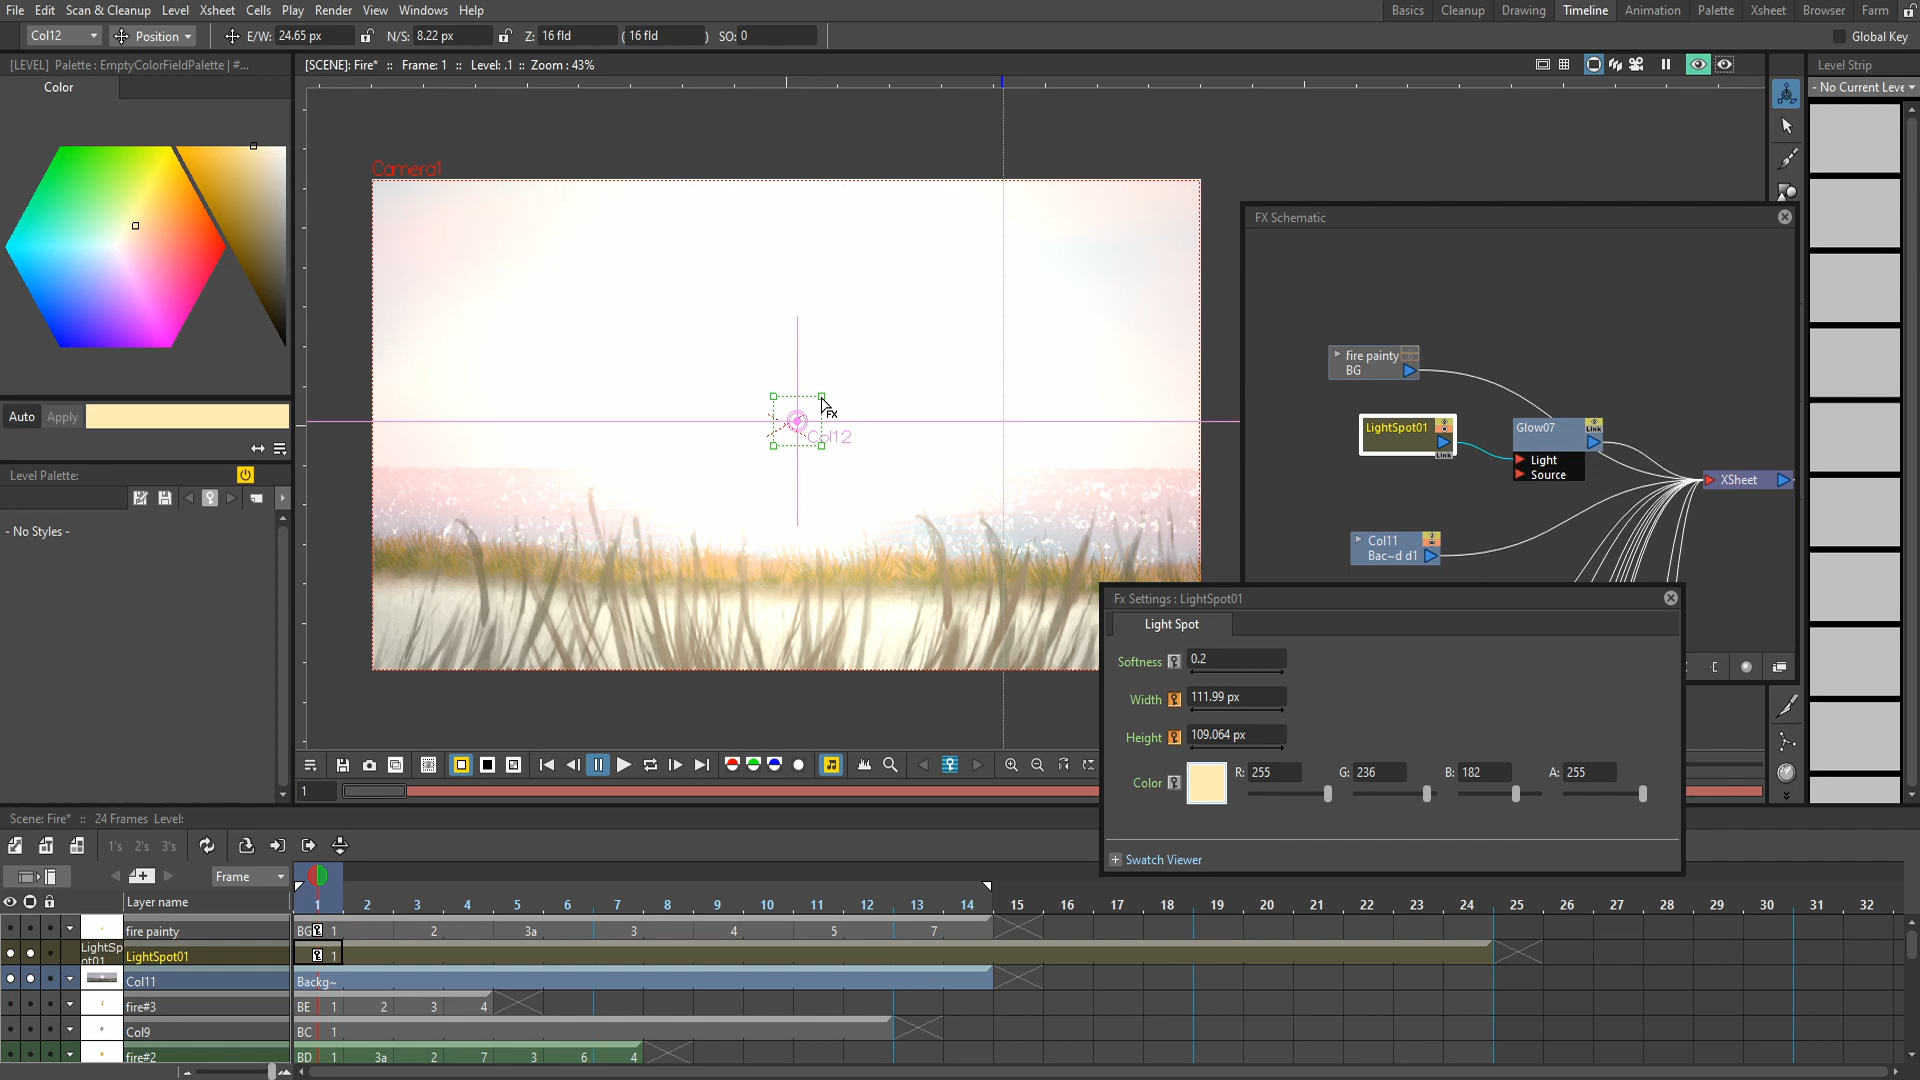 File Edit Scan & Cleanup Level Xsheet Cells Play Render View Windows Help
Basics Cleanup Drawing Timeline Animation Palette Xsheet Browser Farm
Col12 Position E/W: 24.65 px N/S: 8.22 px Z: 16 fld ( 16 fld ) SO: 0 Global Key
[LEVEL] Palette : EmptyColorFieldPalette | #...
[SCENE]: Fire* :: Frame: 1 :: Level: .1 :: Zoom : 43%
Level Strip
Color
- No Current Leve
Camera1
FX Schematic
fire painty
BG
FX
Auto Apply
Col12
LightSpot01
Link
Glow07
Link
Light
Source
XSheet
Level Palette:
- No Styles -
Col11
Bac~d d1
Fx Settings : LightSpot01
Light Spot
Softness 0.2
Width 111.99 px
Height 109.064 px
Color R: 255 G: 236 B: 182 A: 255
1
Scene: Fire* :: 24 Frames Level:
1's 2's 3's
Swatch Viewer
Frame
Layer name
1 2 3 4 5 6 7 8 9 10 11 12 13 14 15 16 17 18 19 20 21 22 23 24 25 26 27 28 29 30 31 32
fire painty BG 1 2 3a 3 4 5 7
LightSp
ot01
LightSpot01 1
Col11 Backg~
fire#3 BE 1 2 3 4
Col9 BC 1
fire#2 BD 1 3a 2 7 3 6 4